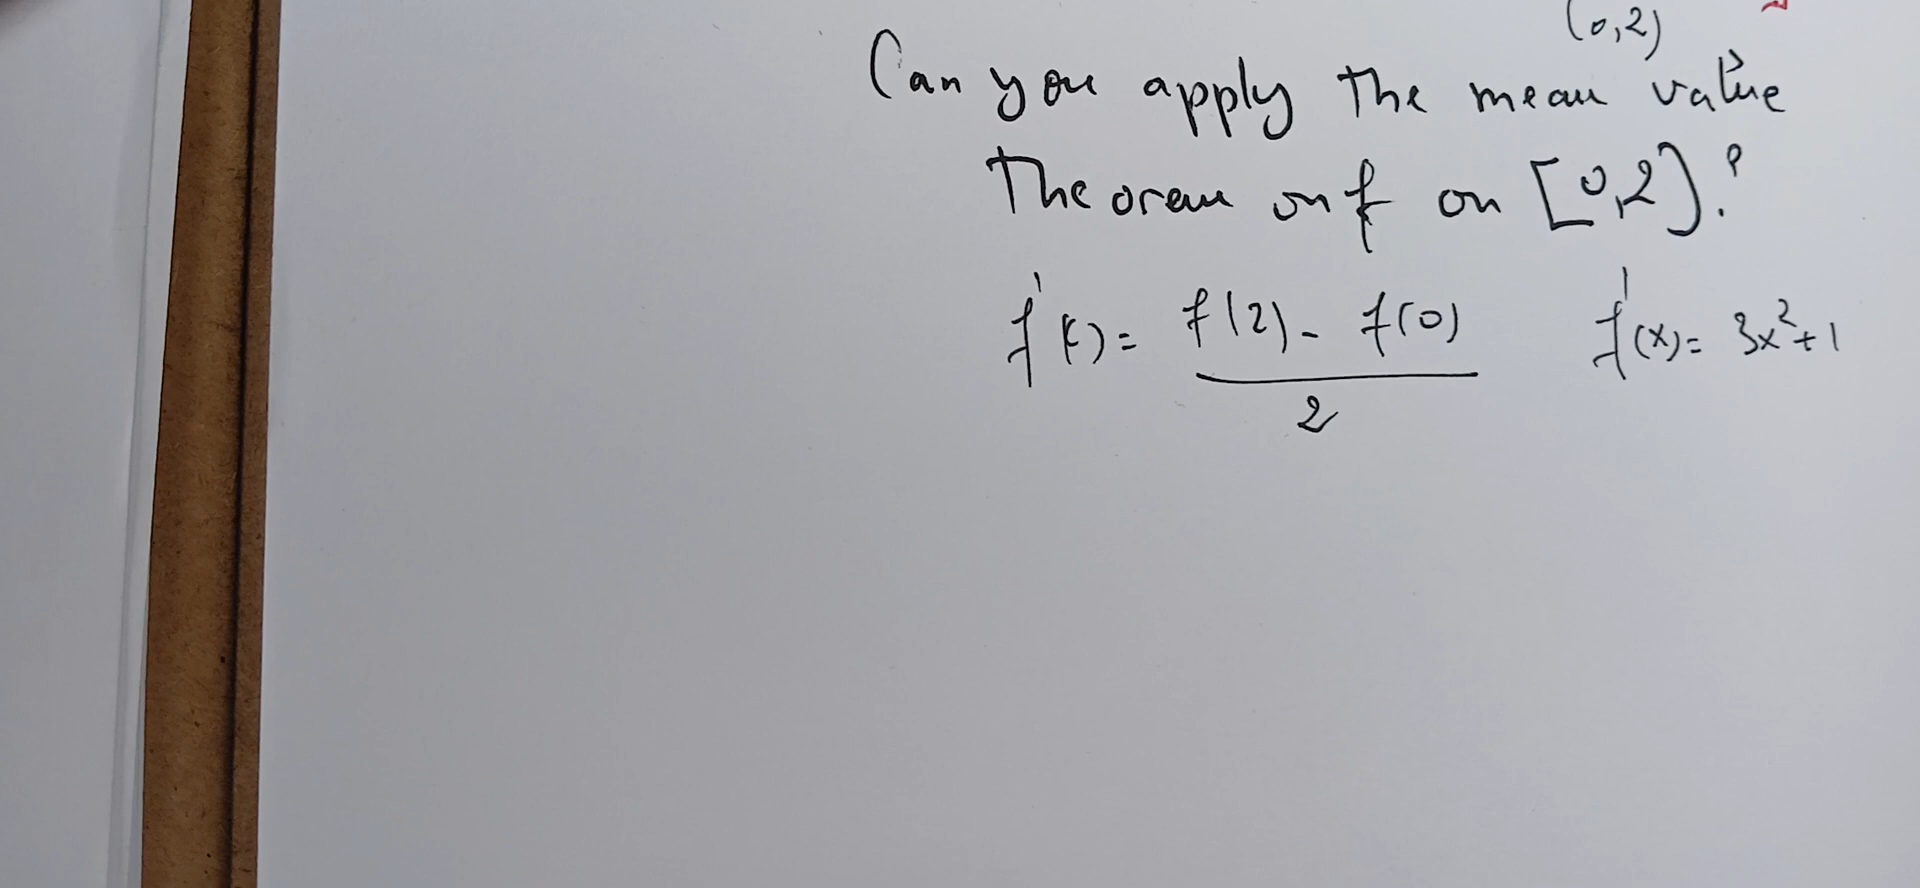 (0,2)
Can you apply the mean value
Theorem on f on [0,2]?
f'(c) = f(2) - f(0) f'(x) = 3x²+1
2